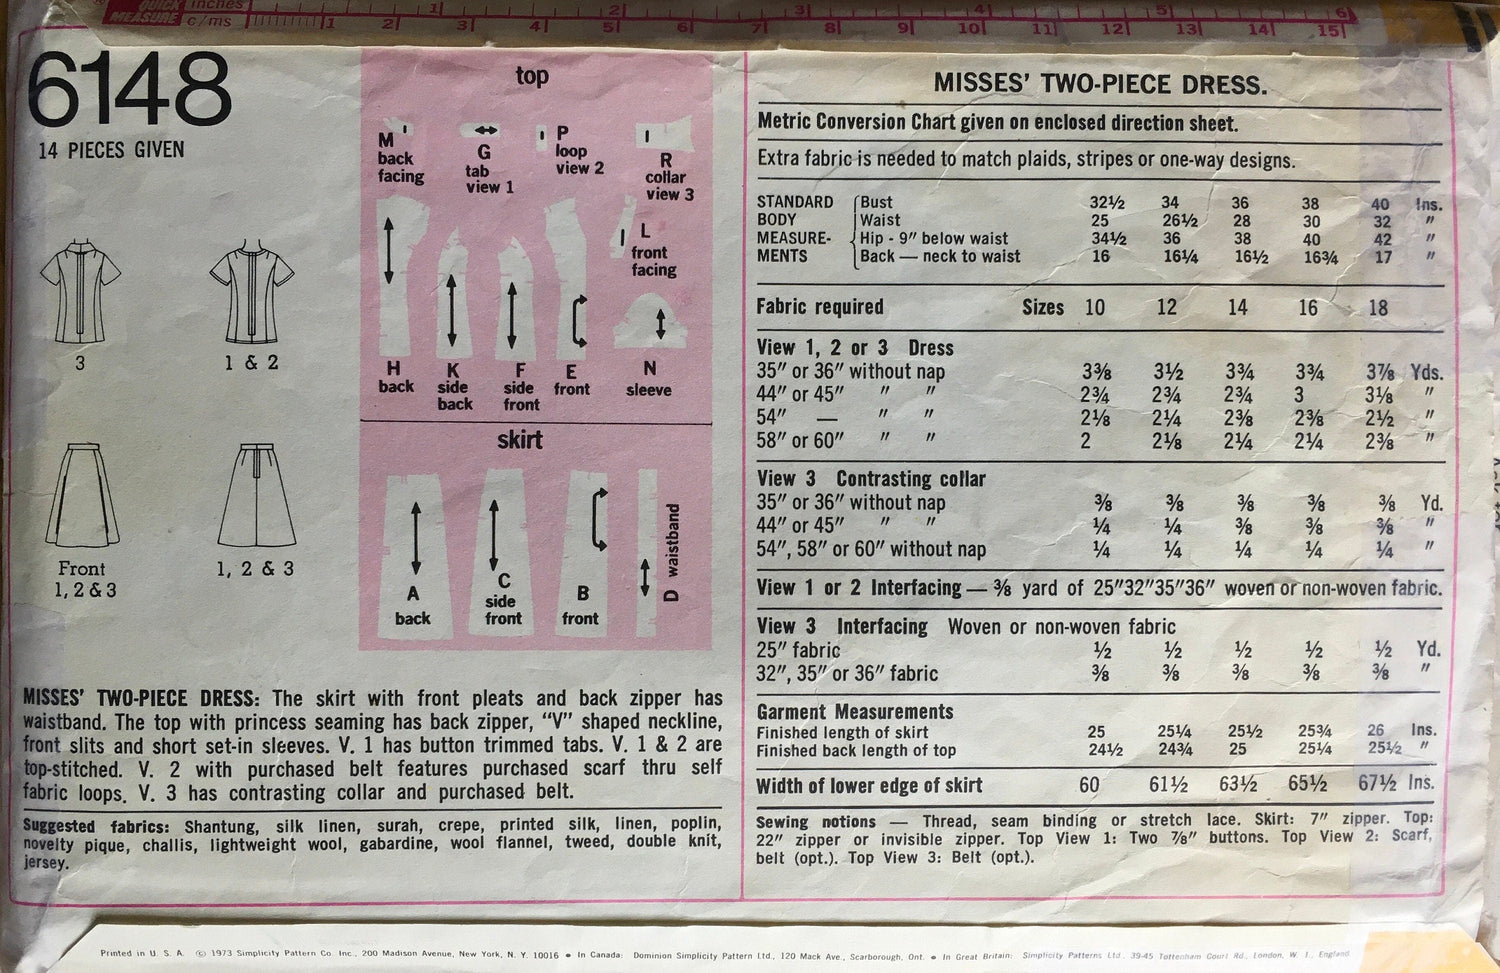 QUICK MEASURE
inches 1 2 3 4 5 6
c/ms 1 2 3 4 5 6 7 8 9 10 11 12 13 14 15
6148
14 PIECES GIVEN
3
1 & 2
Front
1, 2 & 3
1, 2 & 3
top
M back facing
G tab view 1
P loop view 2
R collar view 3
L front facing
H back
K side back
F side front
E front
N sleeve
skirt
A back
C side front
B front
D waistband
MISSES' TWO-PIECE DRESS: The skirt with front pleats and back zipper has
waistband. The top with princess seaming has back zipper, "V" shaped neckline,
front slits and short set-in sleeves. V. 1 has button trimmed tabs. V. 1 & 2 are
top-stitched. V. 2 with purchased belt features purchased scarf thru self
fabric loops. V. 3 has contrasting collar and purchased belt.
Suggested fabrics: Shantung, silk linen, surah, crepe, printed silk, linen, poplin,
novelty pique, challis, lightweight wool, gabardine, wool flannel, tweed, double knit,
jersey.
MISSES' TWO-PIECE DRESS.
Metric Conversion Chart given on enclosed direction sheet.
Extra fabric is needed to match plaids, stripes or one-way designs.
STANDARD Bust 32½ 34 36 38 40 Ins.
BODY Waist 25 26½ 28 30 32 "
MEASURE- Hip - 9" below waist 34½ 36 38 40 42 "
MENTS Back — neck to waist 16 16¼ 16½ 16¾ 17 "
Fabric required Sizes 10 12 14 16 18
View 1, 2 or 3 Dress
35" or 36" without nap 3⅜ 3½ 3¾ 3¾ 3⅞ Yds.
44" or 45" " " 2¾ 2¾ 2¾ 3 3⅛ "
54" — " " 2⅛ 2¼ 2⅜ 2⅜ 2½ "
58" or 60" " " 2 2⅛ 2¼ 2¼ 2⅜ "
View 3 Contrasting collar
35" or 36" without nap ⅜ ⅜ ⅜ ⅜ ⅜ Yd.
44" or 45" " " ¼ ¼ ⅜ ⅜ ⅜ "
54", 58" or 60" without nap ¼ ¼ ¼ ¼ ¼ "
View 1 or 2 Interfacing — ⅜ yard of 25"32"35"36" woven or non-woven fabric.
View 3 Interfacing Woven or non-woven fabric
25" fabric ½ ½ ½ ½ ½ Yd.
32", 35" or 36" fabric ⅜ ⅜ ⅜ ⅜ ⅜ "
Garment Measurements
Finished length of skirt 25 25¼ 25½ 25¾ 26 Ins.
Finished back length of top 24½ 24¾ 25 25¼ 25½ "
Width of lower edge of skirt 60 61½ 63½ 65½ 67½ Ins.
Sewing notions — Thread, seam binding or stretch lace. Skirt: 7" zipper. Top:
22" zipper or invisible zipper. Top View 1: Two ⅞" buttons. Top View 2: Scarf,
belt (opt.). Top View 3: Belt (opt.).
Printed in U. S. A. © 1973 Simplicity Pattern Co. Inc., 200 Madison Avenue, New York, N. Y. 10016 • In Canada: Dominion Simplicity Pattern Ltd., 120 Mack Ave., Scarborough, Ont. • In Great Britain: Simplicity Patterns Ltd. 39-45 Tottenham Court Rd., London, W. 1., England.